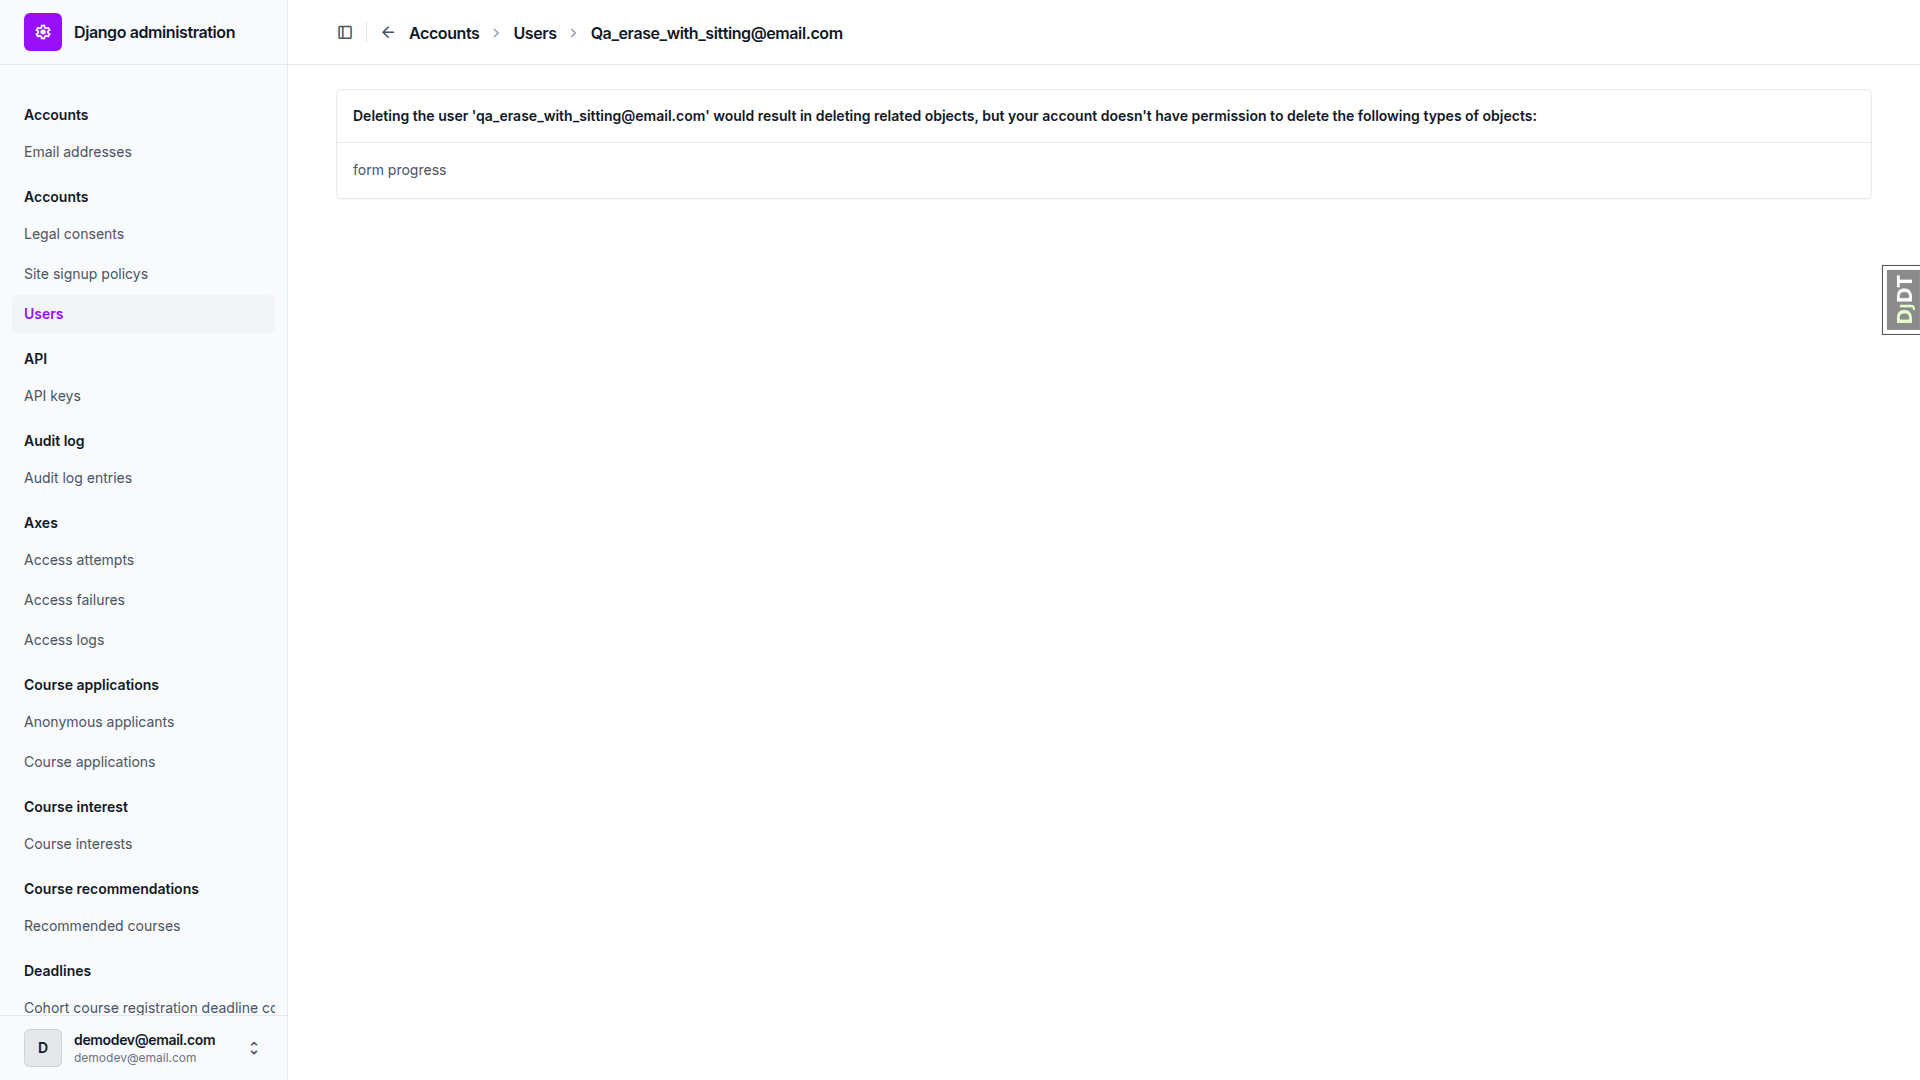 Django administration
Accounts
Users
Qa_erase_with_sitting@email.com
Deleting the user 'qa_erase_with_sitting@email.com' would result in deleting related objects, but your account doesn't have permission to delete the following types of objects:
form progress
Accounts
Email addresses
Accounts
Legal consents
Site signup policys
Users
API
API keys
Audit log
Audit log entries
Axes
Access attempts
Access failures
Access logs
Course applications
Anonymous applicants
Course applications
Course interest
Course interests
Course recommendations
Recommended courses
Deadlines
Cohort course registration deadline co
D
demodev@email.com
demodev@email.com
DjDT